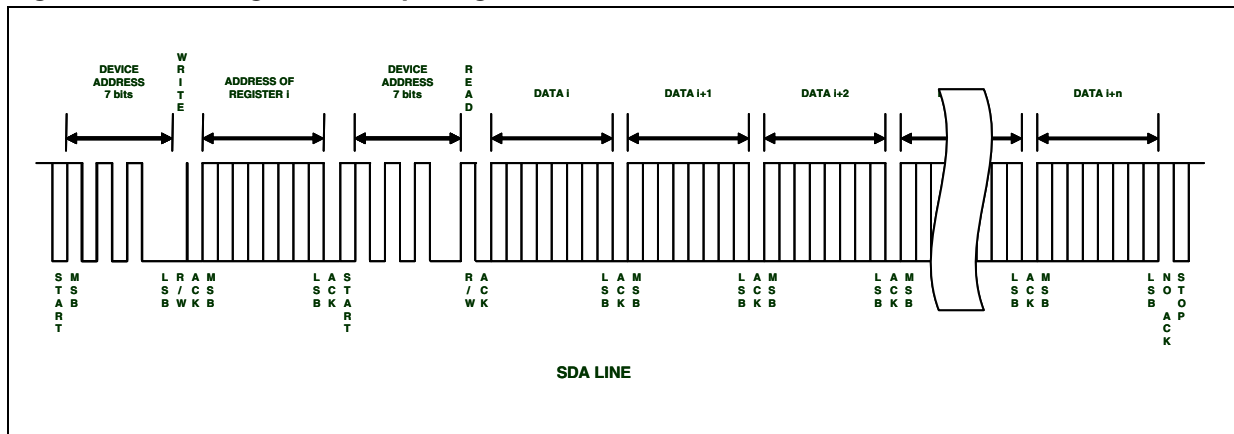 DEVICE
ADDRESS
7 bits
WRITE
ADDRESS OF
REGISTER i
DEVICE
ADDRESS
7 bits
READ
DATA i
DATA i+1
DATA i+2
DATA i+n
START
MSB
LSB
R/W
ACK
MSB
LSB
ACK
START
R/W
ACK
LSB
ACK
MSB
LSB
ACK
MSB
LSB
ACK
MSB
LSB
ACK
MSB
LSB
NO ACK
STOP
SDA LINE